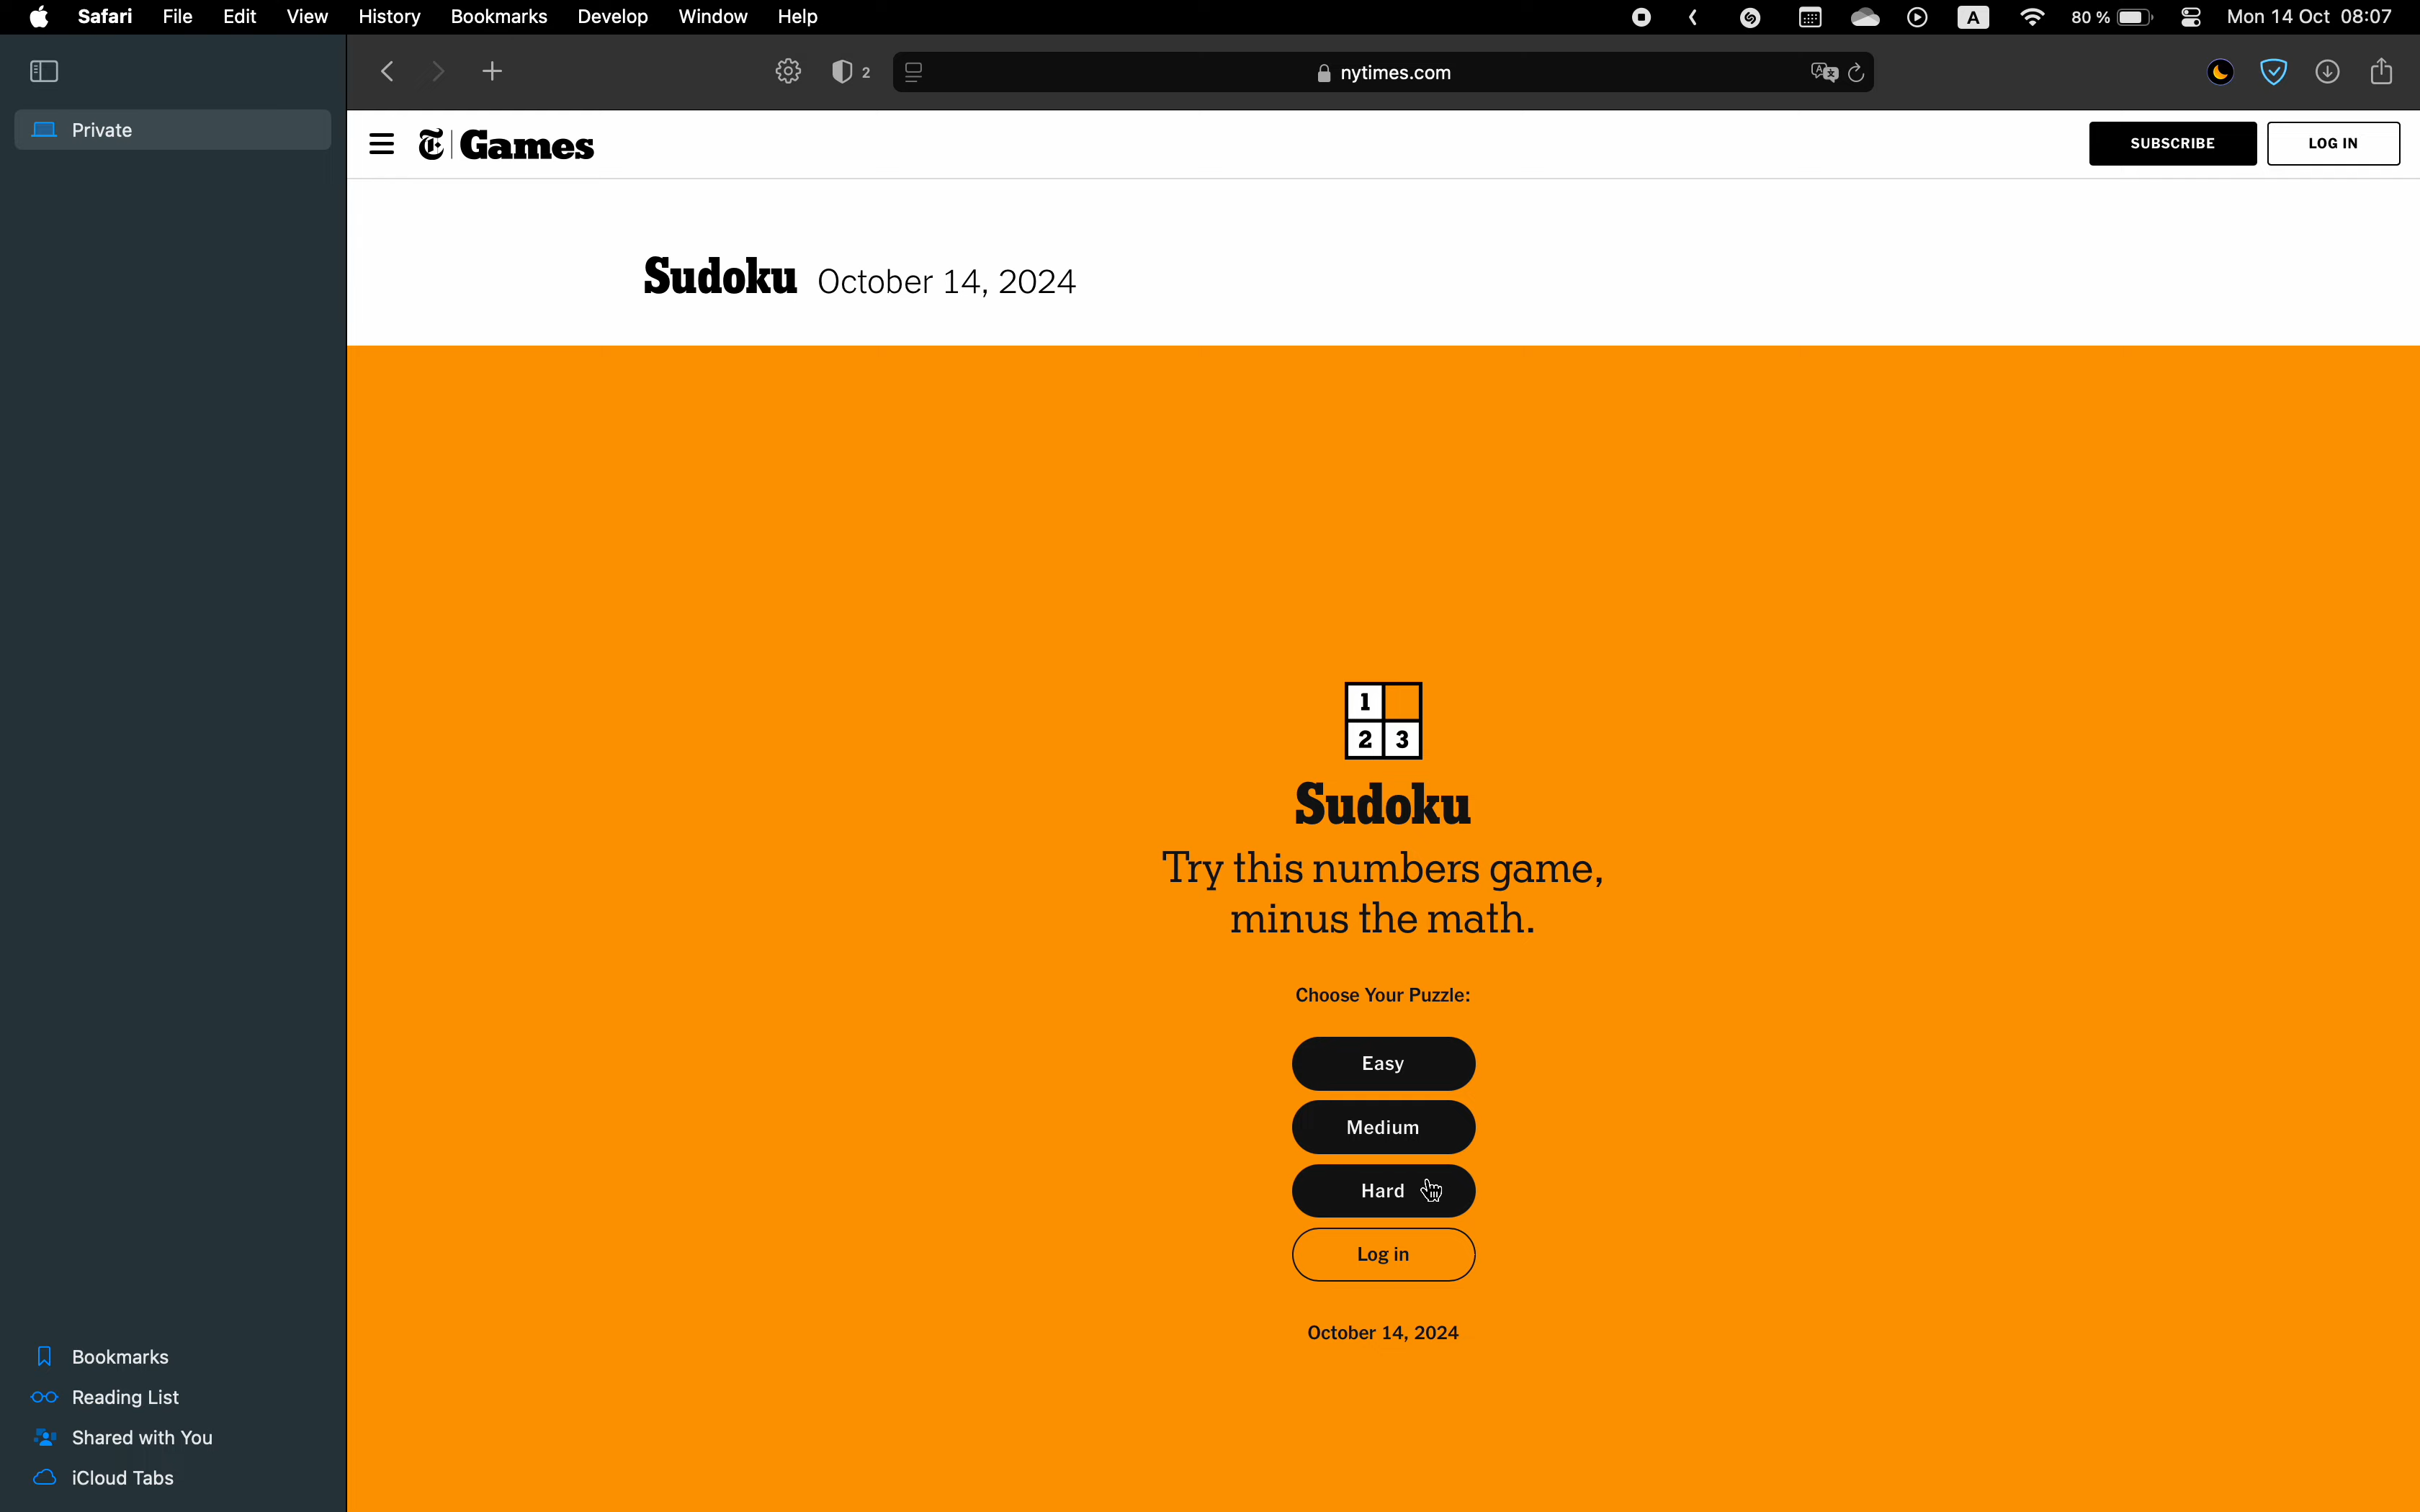 Safari File Edit View History Bookmarks Develop Window Help
A 80 % Mon 14 Oct 08:07
2 nytimes.com
Private
T Games SUBSCRIBE LOG IN
Sudoku October 14, 2024
1
2 3
Sudoku
Try this numbers game,
minus the math.
Choose Your Puzzle:
Easy
Medium
Hard
Log in
October 14, 2024
Bookmarks
Reading List
Shared with You
iCloud Tabs